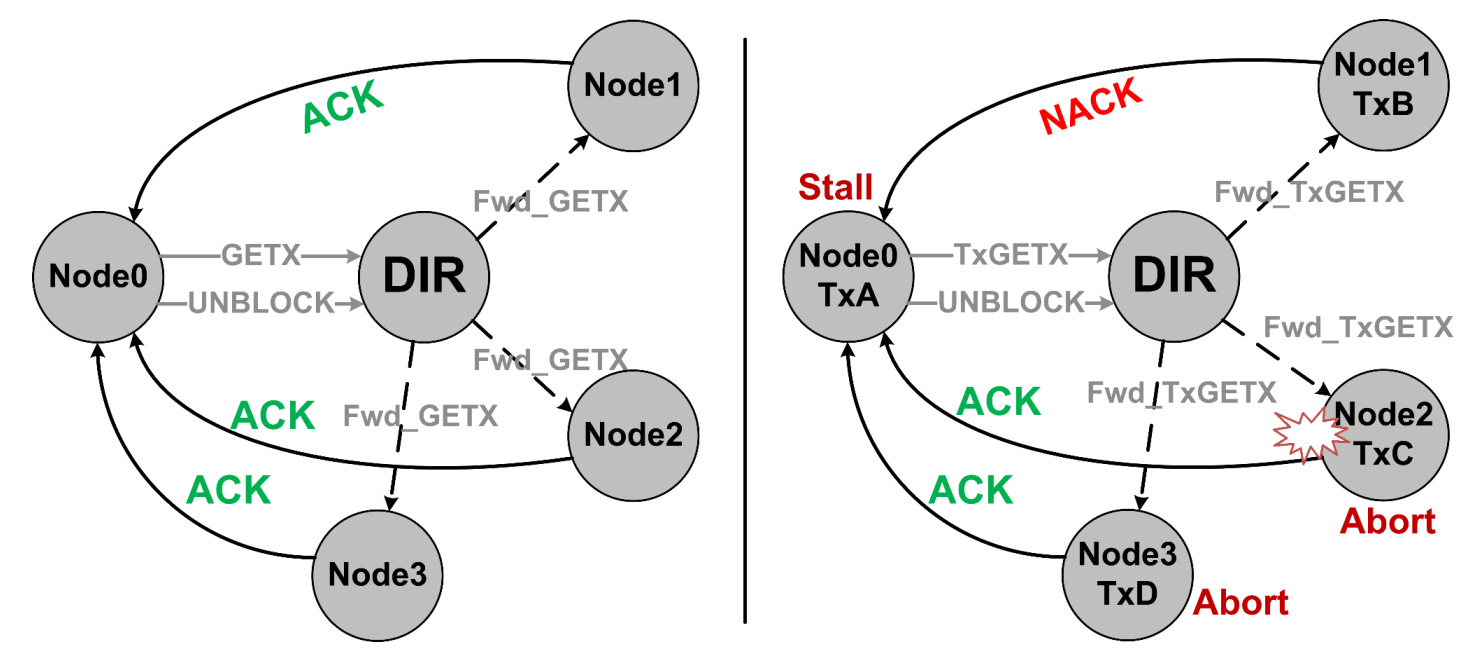 ACK
Node1
Fwd_GETX
Node0
GETX
UNBLOCK
DIR
Fwd_GETX
ACK
Fwd_GETX
Node2
ACK
Node3
NACK
Node1
TxB
Stall
Fwd_TxGETX
Node0
TxA
TxGETX
UNBLOCK
DIR
Fwd_TxGETX
ACK
Fwd_TxGETX
Node2
TxC
Abort
ACK
Node3
TxD
Abort